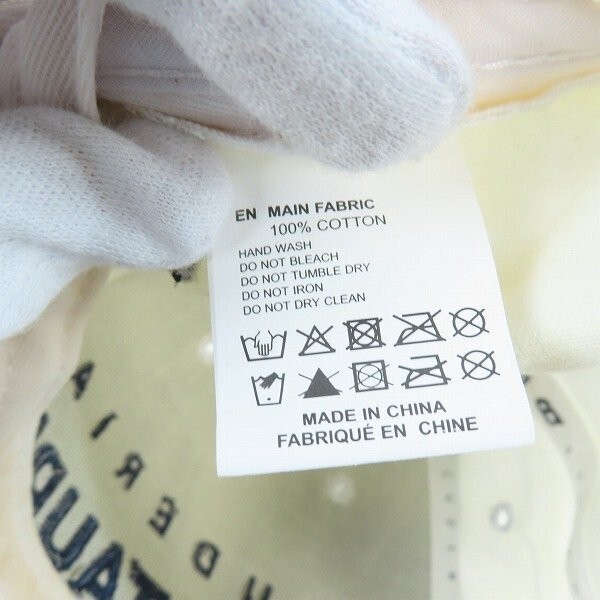 EN MAIN FABRIC
100% COTTON
HAND WASH
DO NOT BLEACH
DO NOT TUMBLE DRY
DO NOT IRON
DO NOT DRY CLEAN
MADE IN CHINA
FABRIQUÉ EN CHINE